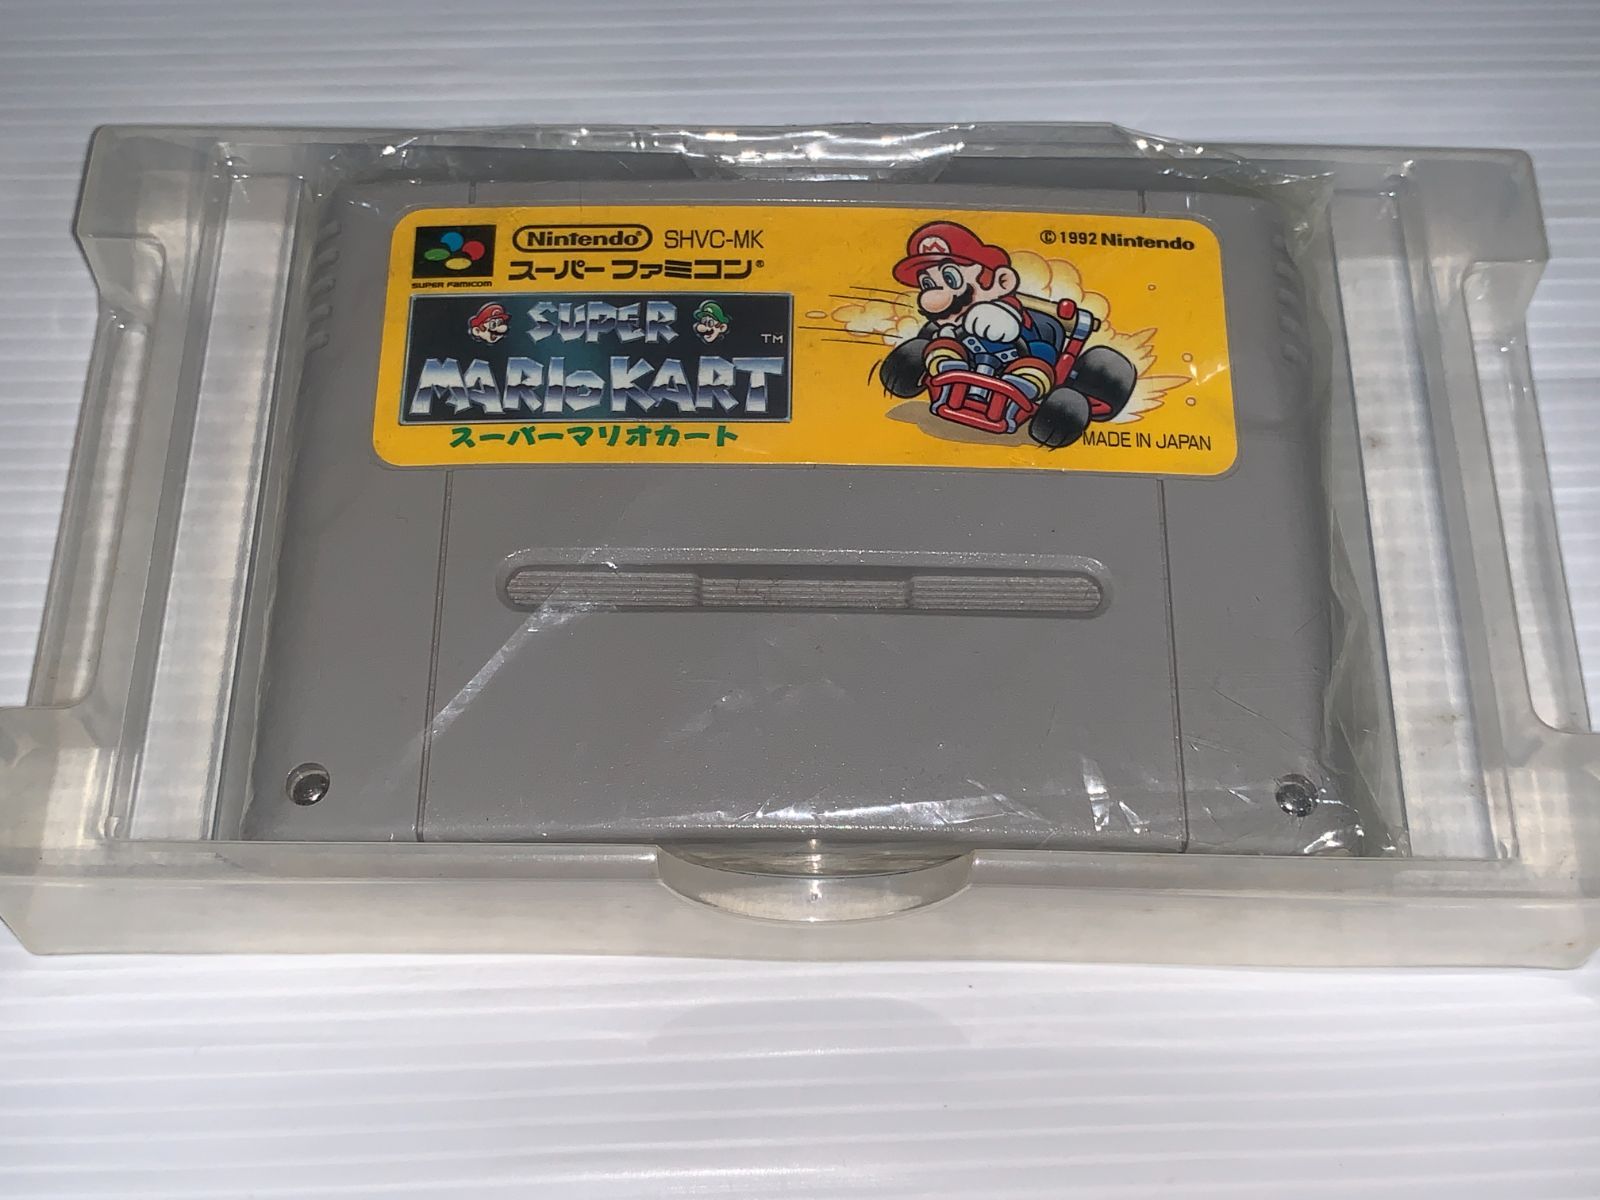 Nintendo® SHVC-MK
スーパーファミコン®
SUPER FAMICOM
© 1992 Nintendo
SUPER
MARIO KART ™
スーパーマリオカート
MADE IN JAPAN
M